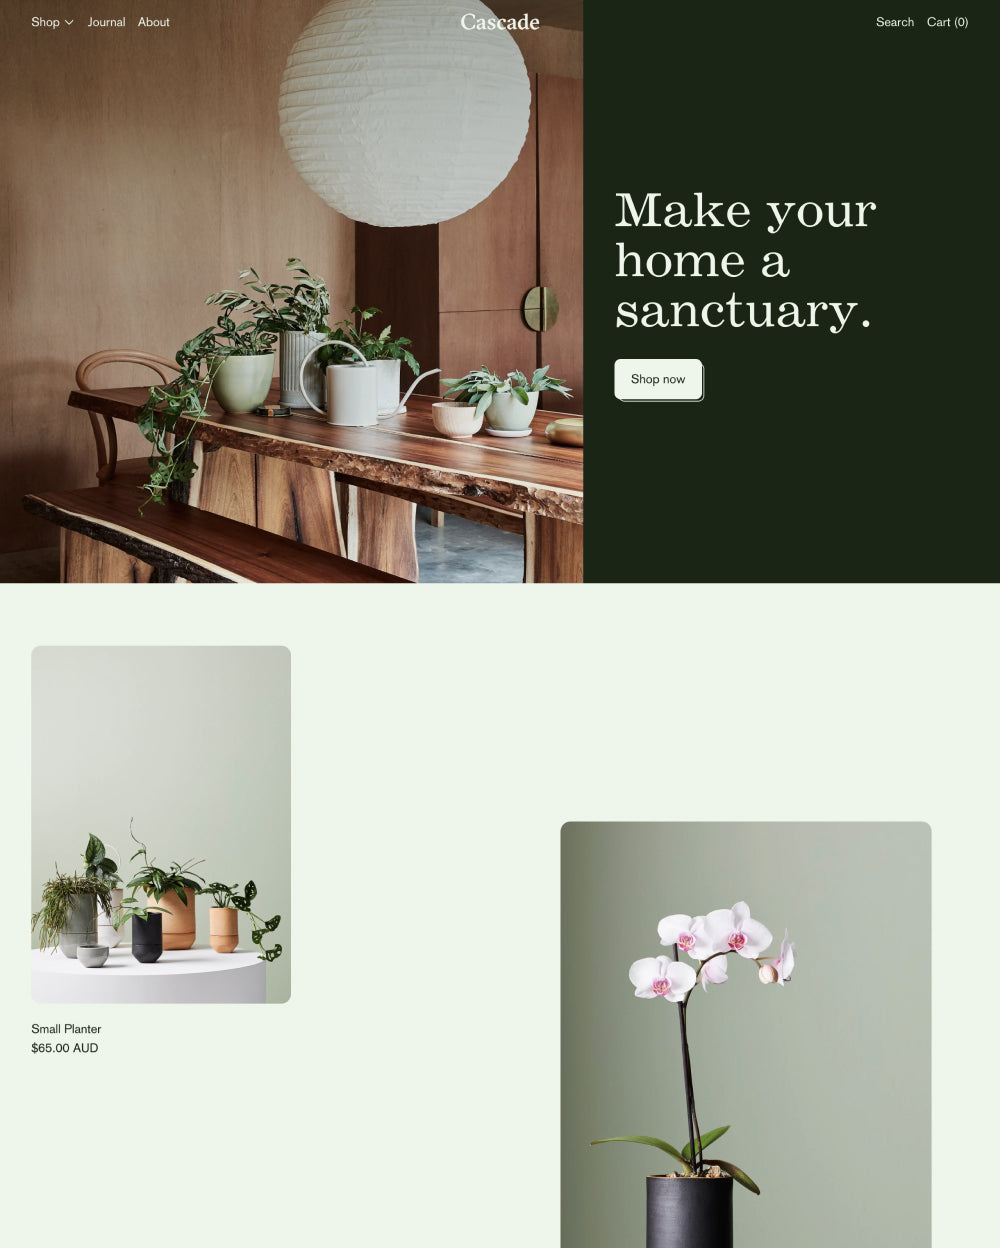 Shop
Journal
About
Cascade
Search
Cart (0)
Make your
home a
sanctuary.
Shop now
Small Planter
$65.00 AUD